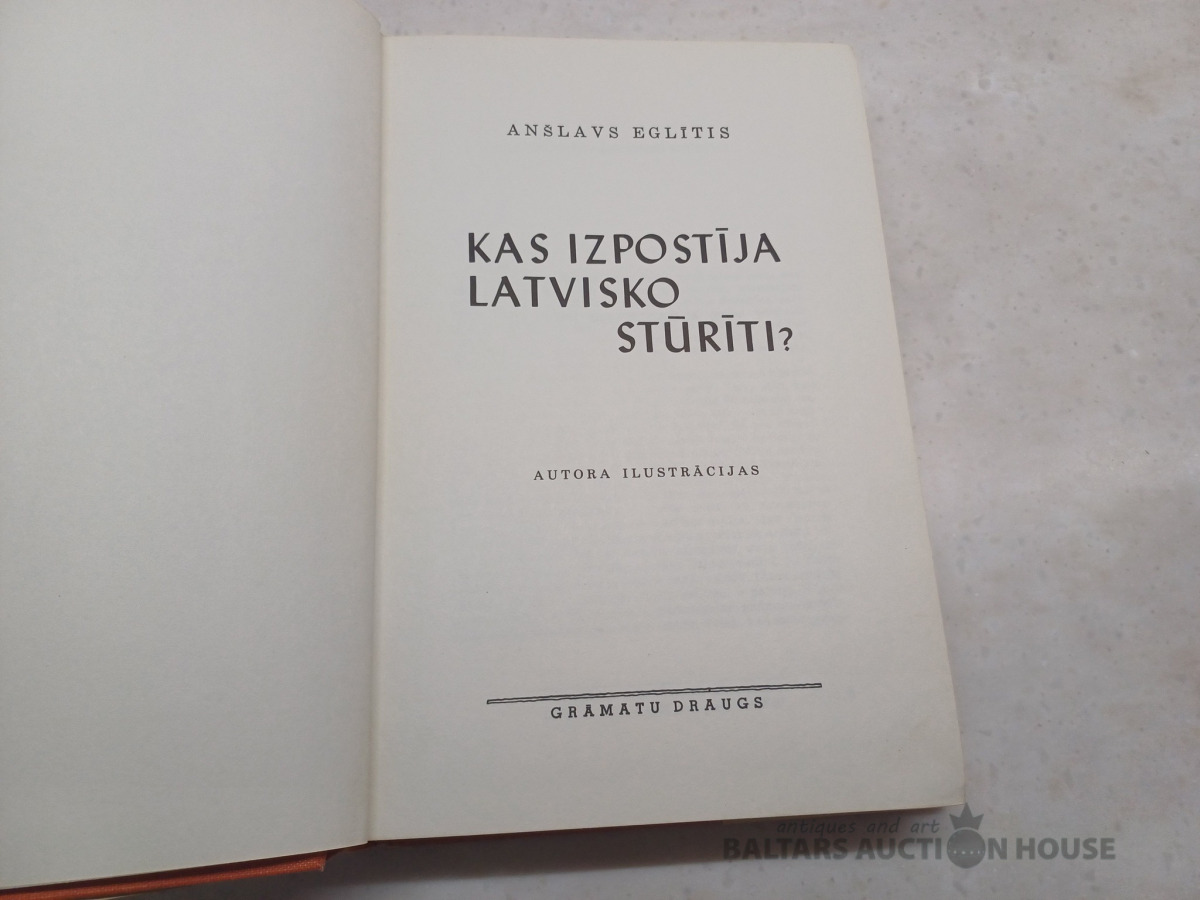 ANŠLAVS EGLĪTIS
KAS IZPOSTĪJA
LATVISKO
STŪRĪTI?
AUTORA ILUSTRĀCIJAS
GRĀMATU DRAUGS
antiques and art
BALTARS AUCTION HOUSE